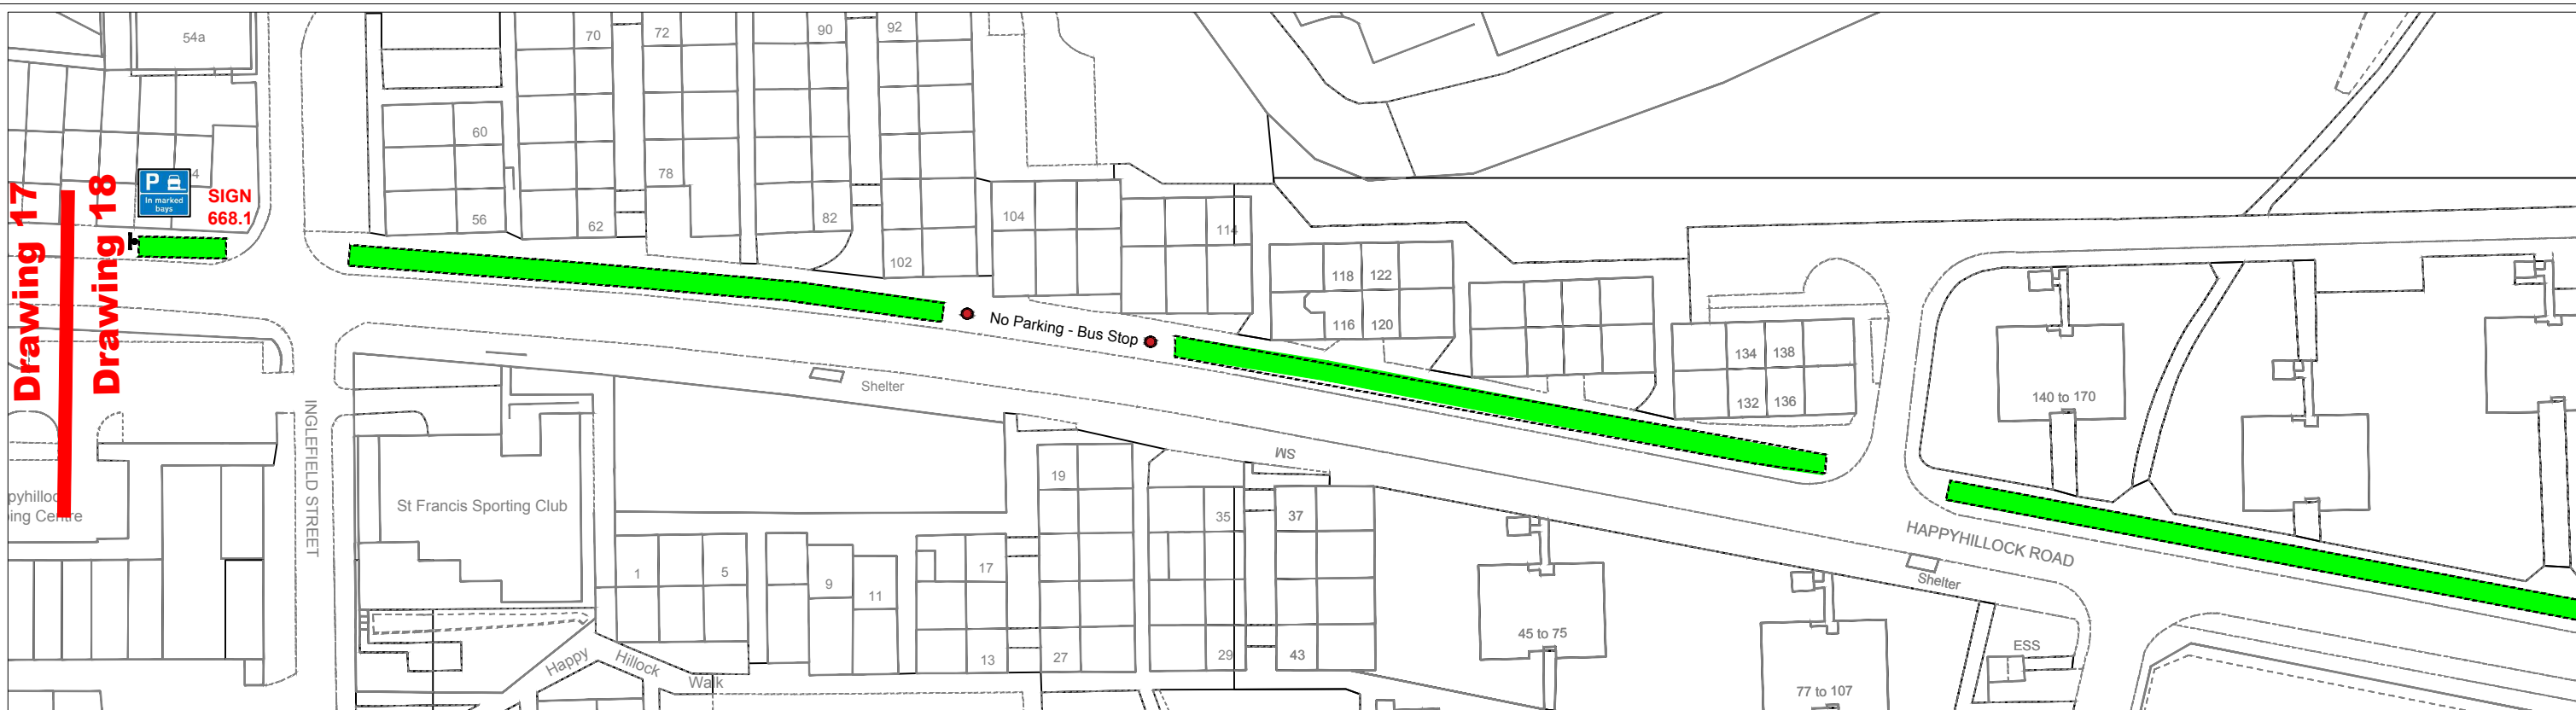 54a
70
72
90
92
60
78
4
P
In marked
bays
SIGN
668.1
Drawing 17
Drawing 18
56
62
82
102
104
114
118
122
116
120
No Parking - Bus Stop
134
138
132
136
140 to 170
Shelter
SM
INGLEFIELD STREET
St Francis Sporting Club
pyhilloc
ing Centre
19
35
37
HAPPYHILLOCK ROAD
Shelter
1
5
9
11
17
13
27
29
43
45 to 75
77 to 107
ESS
Happy
Hillock
Walk